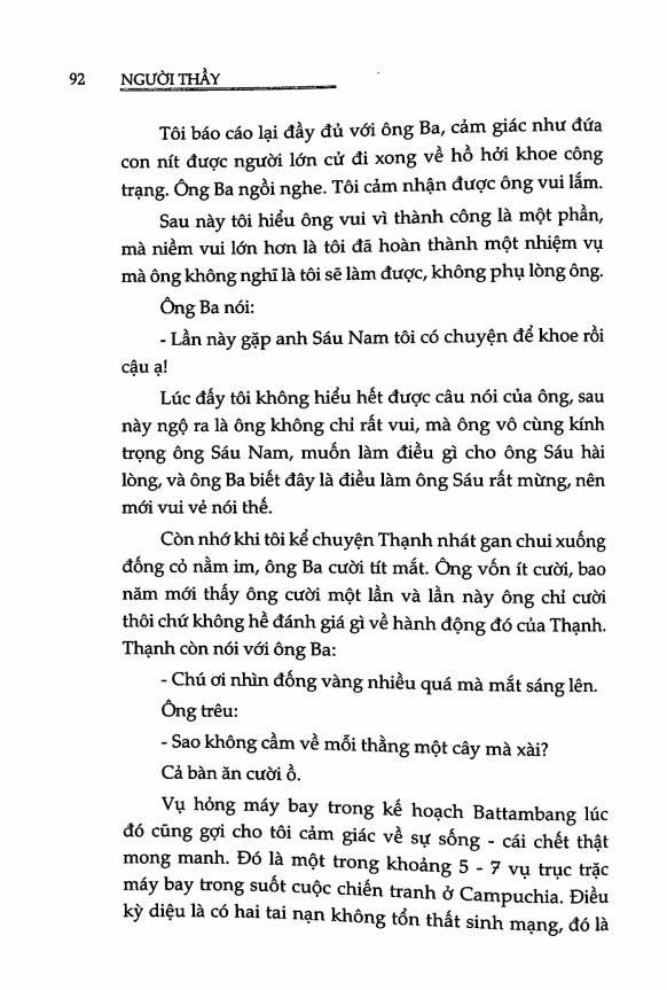 92 NGƯỜI THẦY
Tôi báo cáo lại đầy đủ với ông Ba, cảm giác như đứa
con nít được người lớn cử đi xong về hồ hởi khoe công
trạng. Ông Ba ngồi nghe. Tôi cảm nhận được ông vui lắm.
Sau này tôi hiểu ông vui vì thành công là một phần,
mà niềm vui lớn hơn là tôi đã hoàn thành một nhiệm vụ
mà ông không nghĩ là tôi sẽ làm được, không phụ lòng ông.
Ông Ba nói:
- Lần này gặp anh Sáu Nam tôi có chuyện để khoe rồi
cậu ạ!
Lúc đấy tôi không hiểu hết được câu nói của ông, sau
này ngộ ra là ông không chỉ rất vui, mà ông vô cùng kính
trọng ông Sáu Nam, muốn làm điều gì cho ông Sáu hài
lòng, và ông Ba biết đây là điều làm ông Sáu rất mừng, nên
mới vui vẻ nói thế.
Còn nhớ khi tôi kể chuyện Thạnh nhát gan chui xuống
đống cỏ nằm im, ông Ba cười tít mắt. Ông vốn ít cười, bao
năm mới thấy ông cười một lần và lần này ông chỉ cười
thôi chứ không hề đánh giá gì về hành động đó của Thạnh.
Thạnh còn nói với ông Ba:
- Chú ơi nhìn đống vàng nhiều quá mà mắt sáng lên.
Ông trêu:
- Sao không cầm về mỗi thằng một cây mà xài?
Cả bàn ăn cười ồ.
Vụ hỏng máy bay trong kế hoạch Battambang lúc
đó cũng gợi cho tôi cảm giác về sự sống - cái chết thật
mong manh. Đó là một trong khoảng 5 - 7 vụ trục trặc
máy bay trong suốt cuộc chiến tranh ở Campuchia. Điều
kỳ diệu là có hai tai nạn không tổn thất sinh mạng, đó là